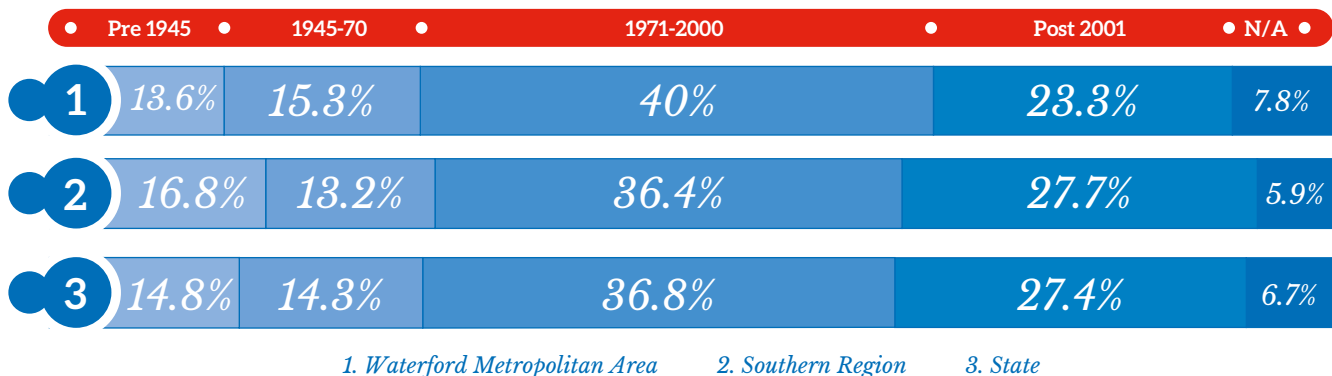 Pre 1945 1945-70 1971-2000 Post 2001 N/A
1 13.6% 15.3% 40% 23.3% 7.8%
2 16.8% 13.2% 36.4% 27.7% 5.9%
3 14.8% 14.3% 36.8% 27.4% 6.7%
1. Waterford Metropolitan Area 2. Southern Region 3. State